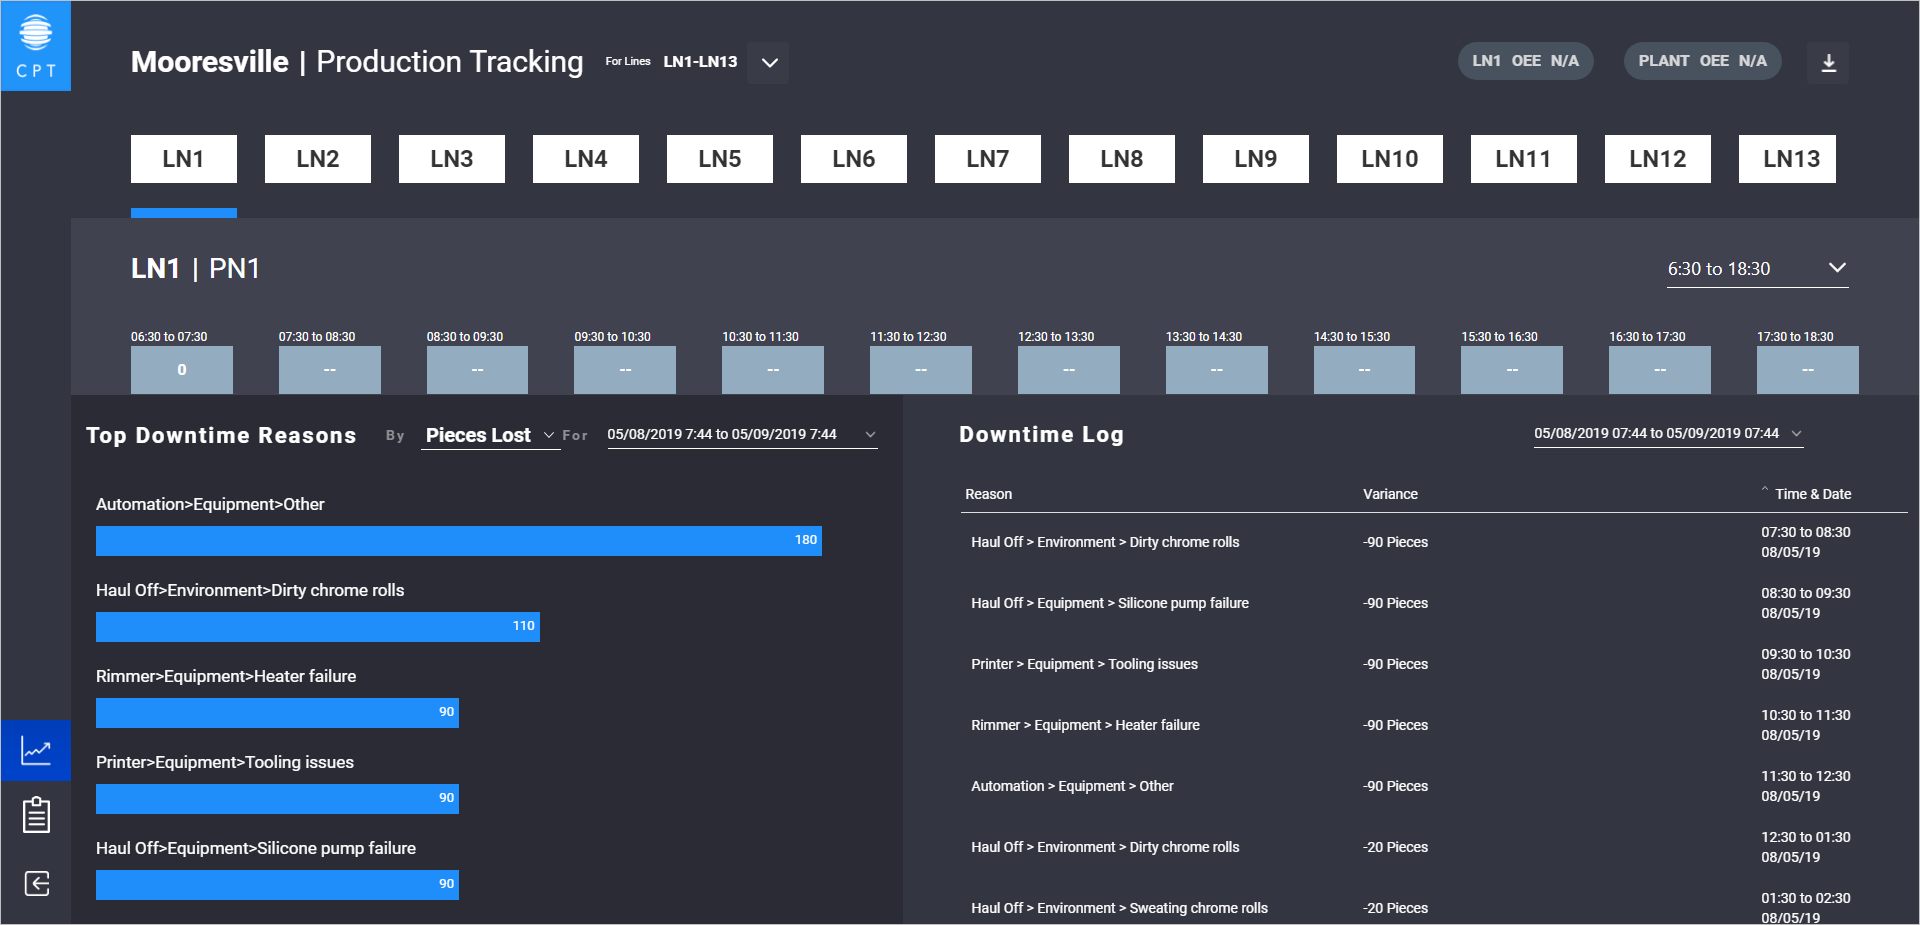 CPT
Mooresville | Production Tracking For Lines LN1-LN13
LN1 OEE N/A PLANT OEE N/A
LN1 LN2 LN3 LN4 LN5 LN6 LN7 LN8 LN9 LN10 LN11 LN12 LN13
LN1 | PN1
6:30 to 18:30
06:30 to 07:30 07:30 to 08:30 08:30 to 09:30 09:30 to 10:30 10:30 to 11:30 11:30 to 12:30 12:30 to 13:30 13:30 to 14:30 14:30 to 15:30 15:30 to 16:30 16:30 to 17:30 17:30 to 18:30
0 -- -- -- -- -- -- -- -- -- -- --
Top Downtime Reasons By Pieces Lost For 05/08/2019 7:44 to 05/09/2019 7:44
Automation>Equipment>Other
180
Haul Off>Environment>Dirty chrome rolls
110
Rimmer>Equipment>Heater failure
90
Printer>Equipment>Tooling issues
90
Haul Off>Equipment>Silicone pump failure
90
Downtime Log 05/08/2019 07:44 to 05/09/2019 07:44
Reason Variance Time & Date
Haul Off > Environment > Dirty chrome rolls -90 Pieces 07:30 to 08:30
08/05/19
Haul Off > Equipment > Silicone pump failure -90 Pieces 08:30 to 09:30
08/05/19
Printer > Equipment > Tooling issues -90 Pieces 09:30 to 10:30
08/05/19
Rimmer > Equipment > Heater failure -90 Pieces 10:30 to 11:30
08/05/19
Automation > Equipment > Other -90 Pieces 11:30 to 12:30
08/05/19
Haul Off > Environment > Dirty chrome rolls -20 Pieces 12:30 to 01:30
08/05/19
Haul Off > Environment > Sweating chrome rolls -20 Pieces 01:30 to 02:30
08/05/19